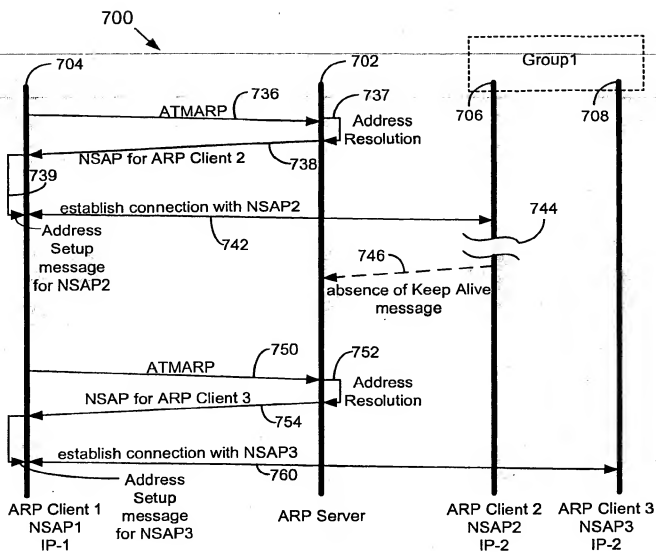 700
704
702
Group1
736
737
706
708
ATMARP
Address
Resolution
NSAP for ARP Client 2
738
739
establish connection with NSAP2
742
744
Address
Setup
message
for NSAP2
746
absence of Keep Alive
message
750
752
ATMARP
Address
Resolution
NSAP for ARP Client 3
754
establish connection with NSAP3
760
Address
Setup
message
for NSAP3
ARP Client 1
NSAP1
IP-1
ARP Server
ARP Client 2
NSAP2
IP-2
ARP Client 3
NSAP3
IP-2